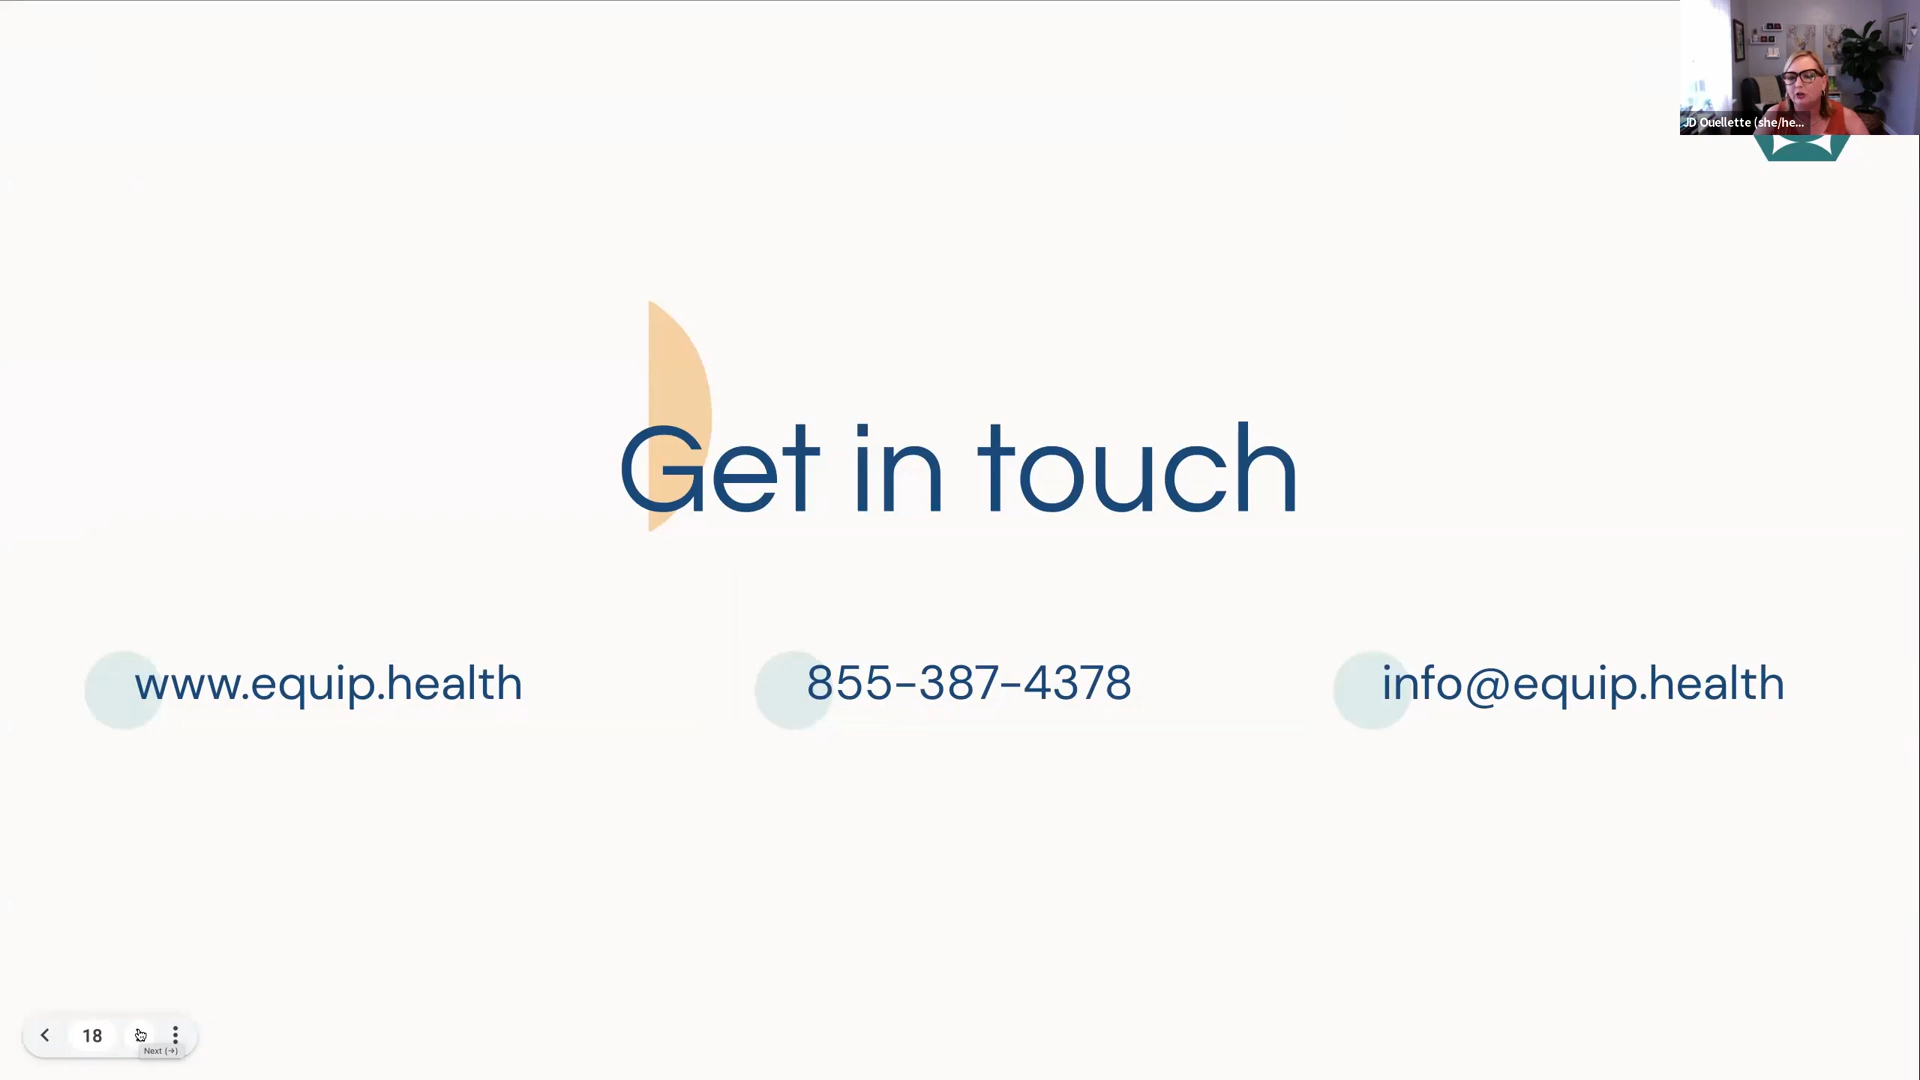 JD Ouellette (she/he...
Get in touch
www.equip.health
855-387-4378
info@equip.health
18
Next (→)